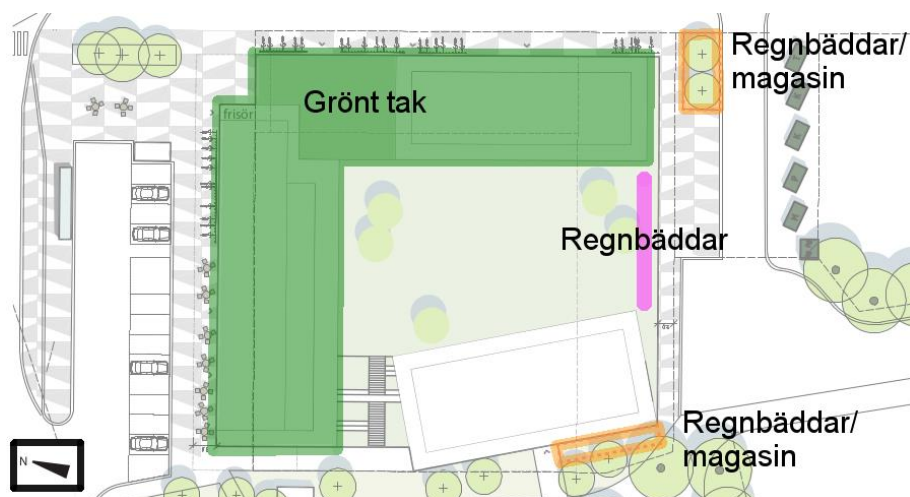 Regnbäddar/
magasin
Grönt tak
frisör
Regnbäddar
Regnbäddar/
magasin
N